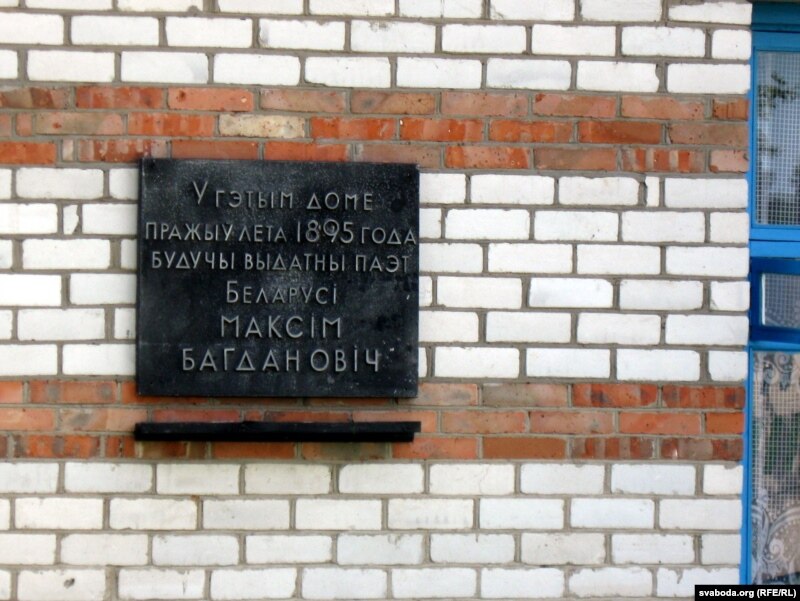 У гэтым доме
пражыў лета 1895 года
будучы выдатны паэт
Беларусі
МАКСІМ
БАГДАНОВІЧ
svaboda.org (RFE/RL)